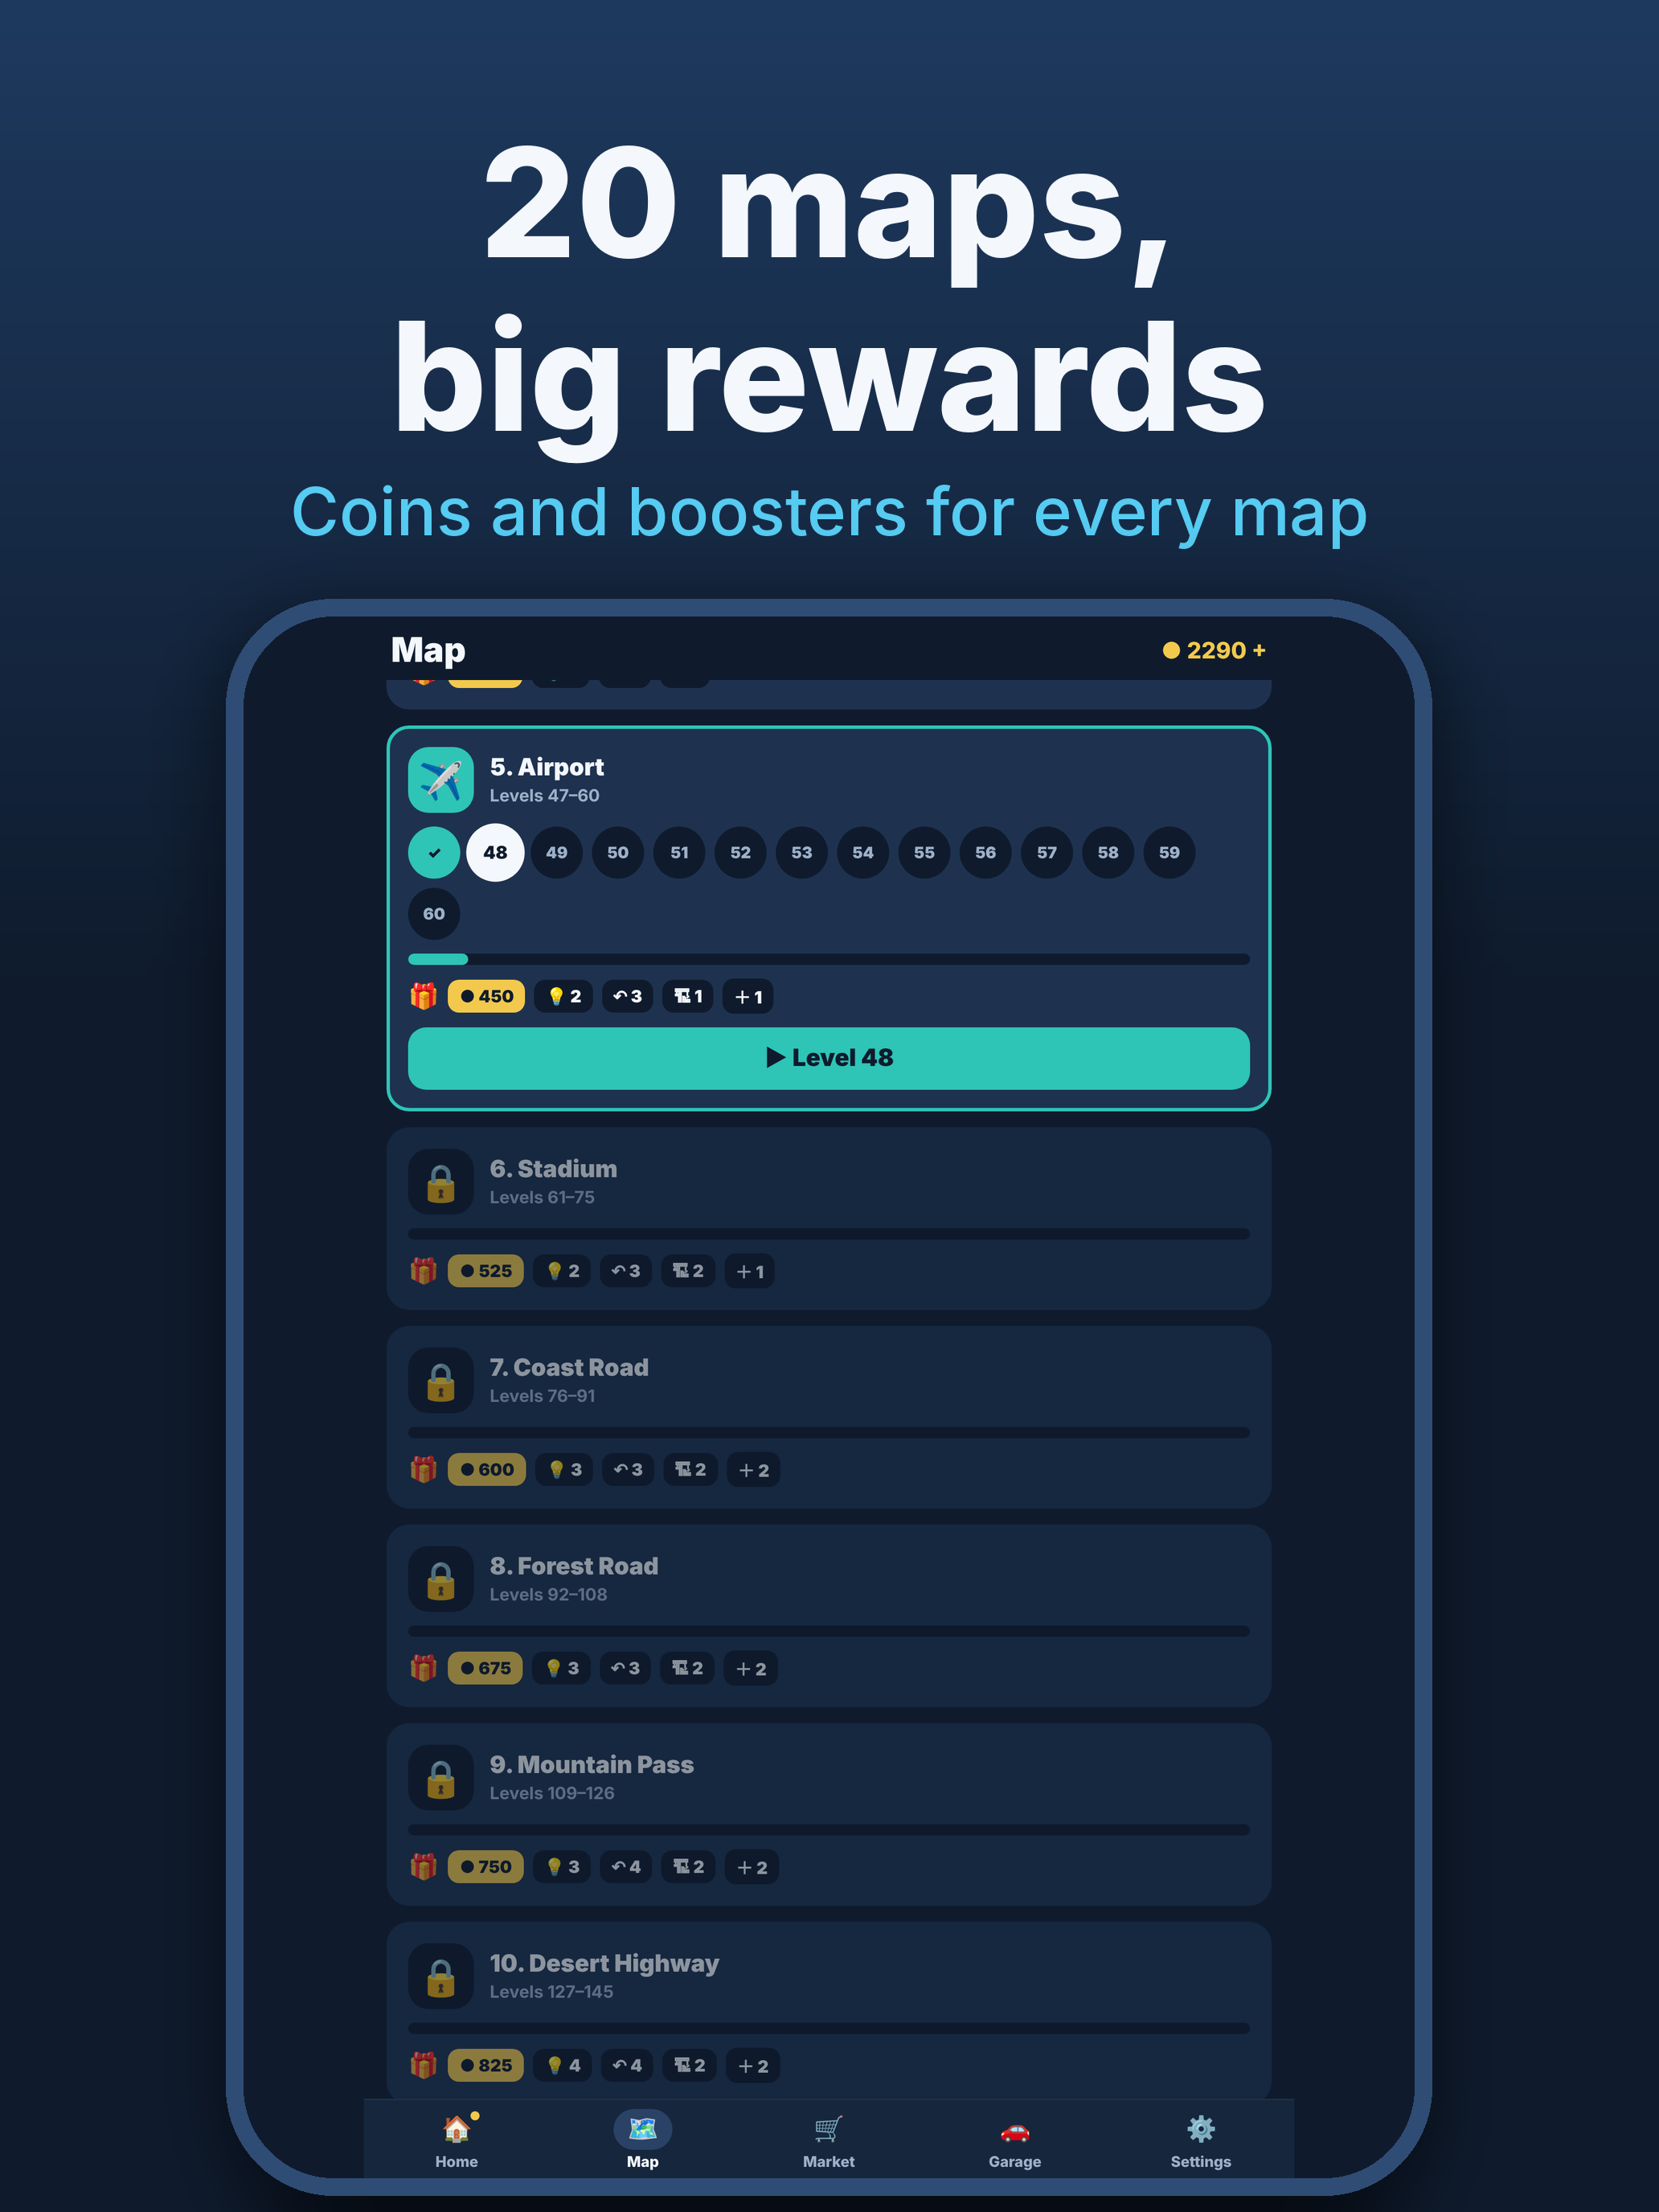 20 maps,
big rewards
Coins and boosters for every map
Map
2290 +
5. Airport
Levels 47–60
✓ 48 49 50 51 52 53 54 55 56 57 58 59
60
450 2 3 1 +1
▶ Level 48
6. Stadium
Levels 61–75
525 2 3 2 +1
7. Coast Road
Levels 76–91
600 3 3 2 +2
8. Forest Road
Levels 92–108
675 3 3 2 +2
9. Mountain Pass
Levels 109–126
750 3 4 2 +2
10. Desert Highway
Levels 127–145
825 4 4 2 +2
Home Map Market Garage Settings